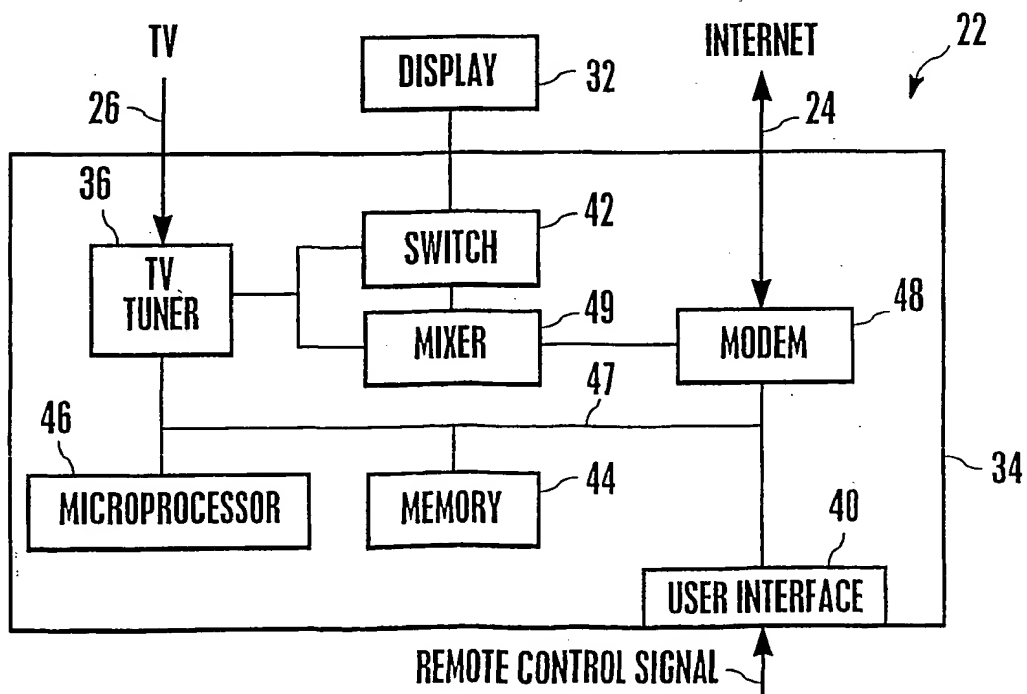 TV
INTERNET
22
DISPLAY
32
26
24
36
42
SWITCH
TV
TUNER
49
48
MIXER
MODEM
47
46
MICROPROCESSOR
MEMORY
44
34
40
USER INTERFACE
REMOTE CONTROL SIGNAL